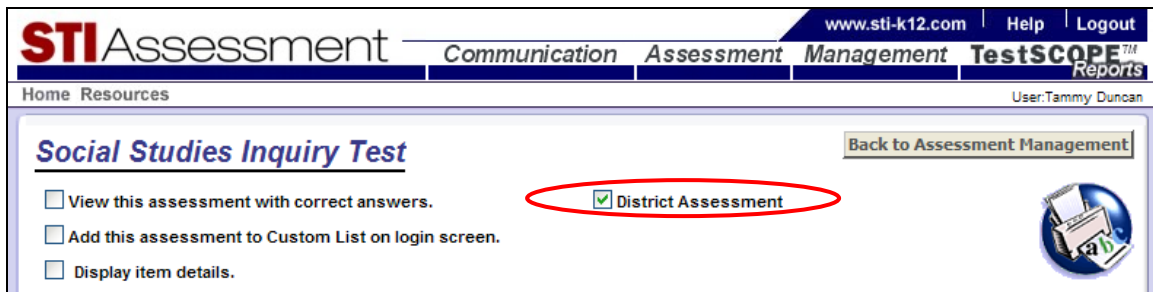 www.sti-k12.com Help Logout
STIAssessment
Communication Assessment Management TestSCOPE™
Reports
Home Resources User:Tammy Duncan
Social Studies Inquiry Test Back to Assessment Management
View this assessment with correct answers. District Assessment
Add this assessment to Custom List on login screen.
Display item details.
abc